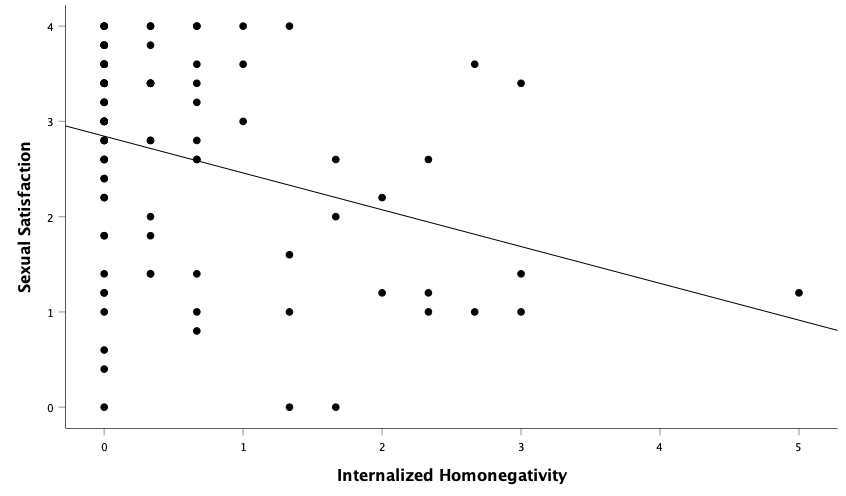 4
3
2
1
0
Sexual Satisfaction
0 1 2 3 4 5
Internalized Homonegativity